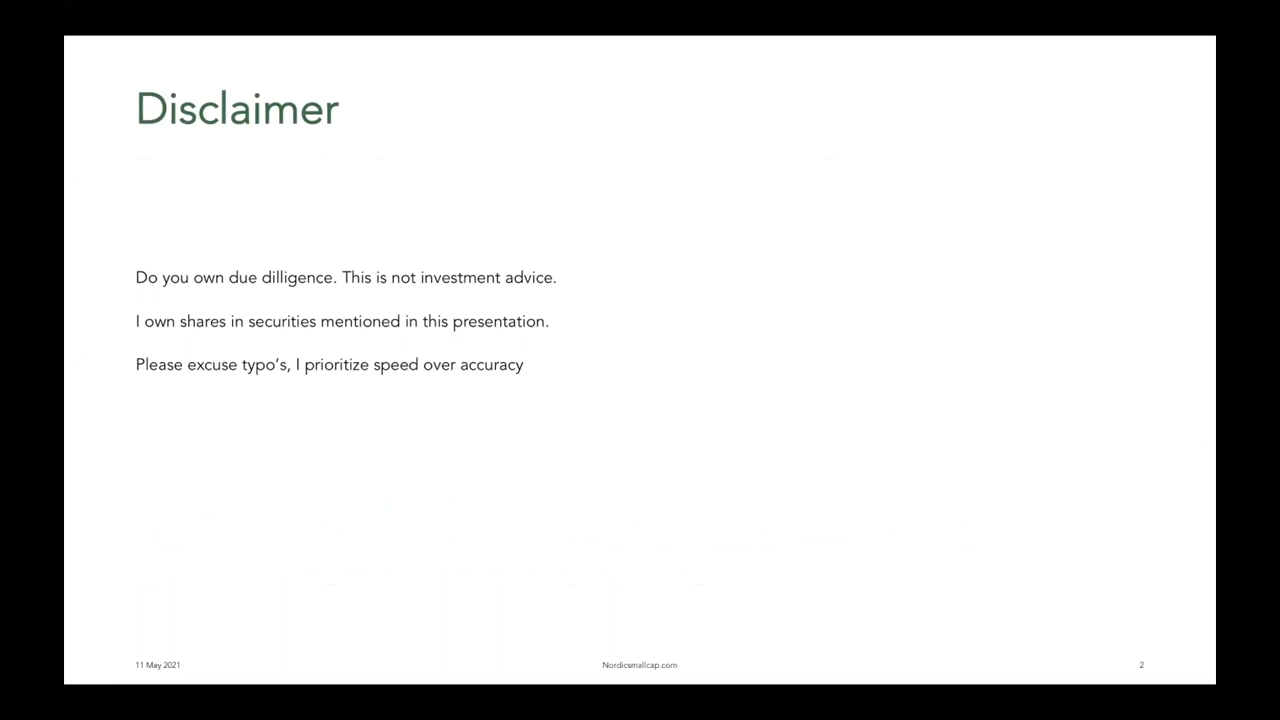 Disclaimer
Do you own due dilligence. This is not investment advice.
I own shares in securities mentioned in this presentation.
Please excuse typo’s, I prioritize speed over accuracy
11 May 2021
Nordicsmallcap.com
2